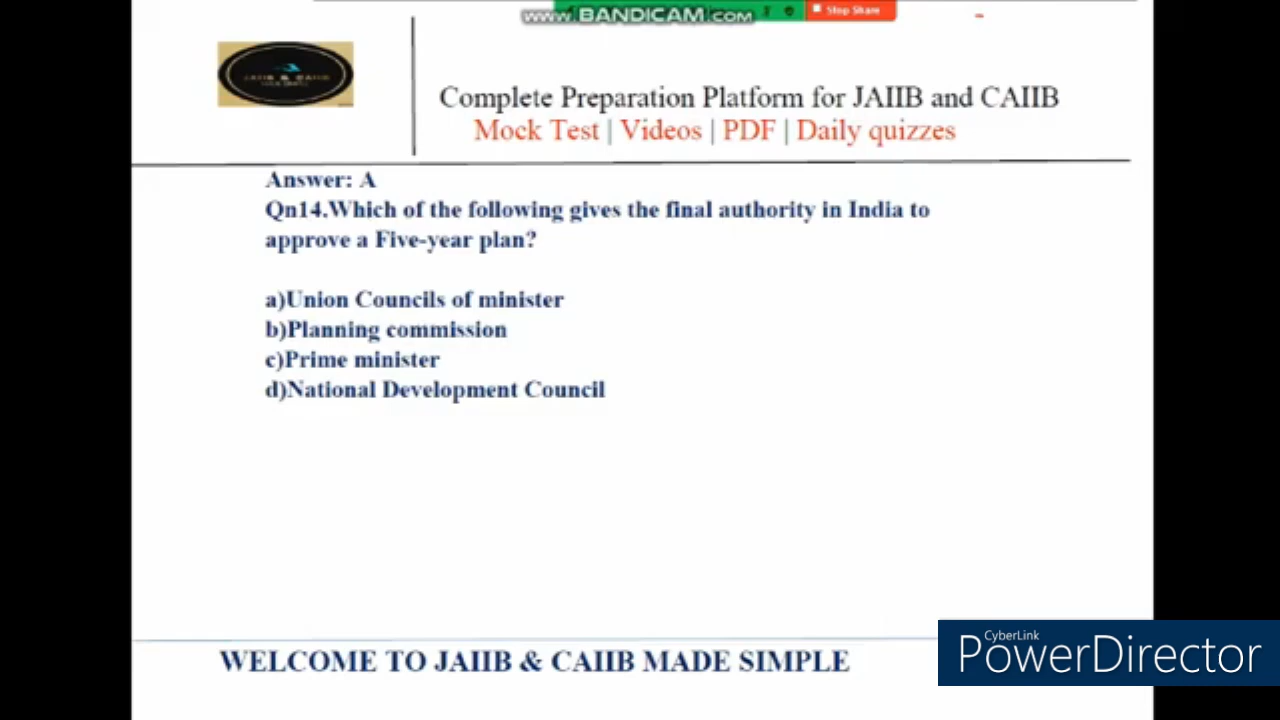 www.BANDICAM.com
Stop Share
JAIIB & CAIIB
Complete Preparation Platform for JAIIB and CAIIB
Mock Test | Videos | PDF | Daily quizzes
Answer: A
Qn14.Which of the following gives the final authority in India to
approve a Five-year plan?
a)Union Councils of minister
b)Planning commission
c)Prime minister
d)National Development Council
WELCOME TO JAIIB & CAIIB MADE SIMPLE
CyberLink
PowerDirector